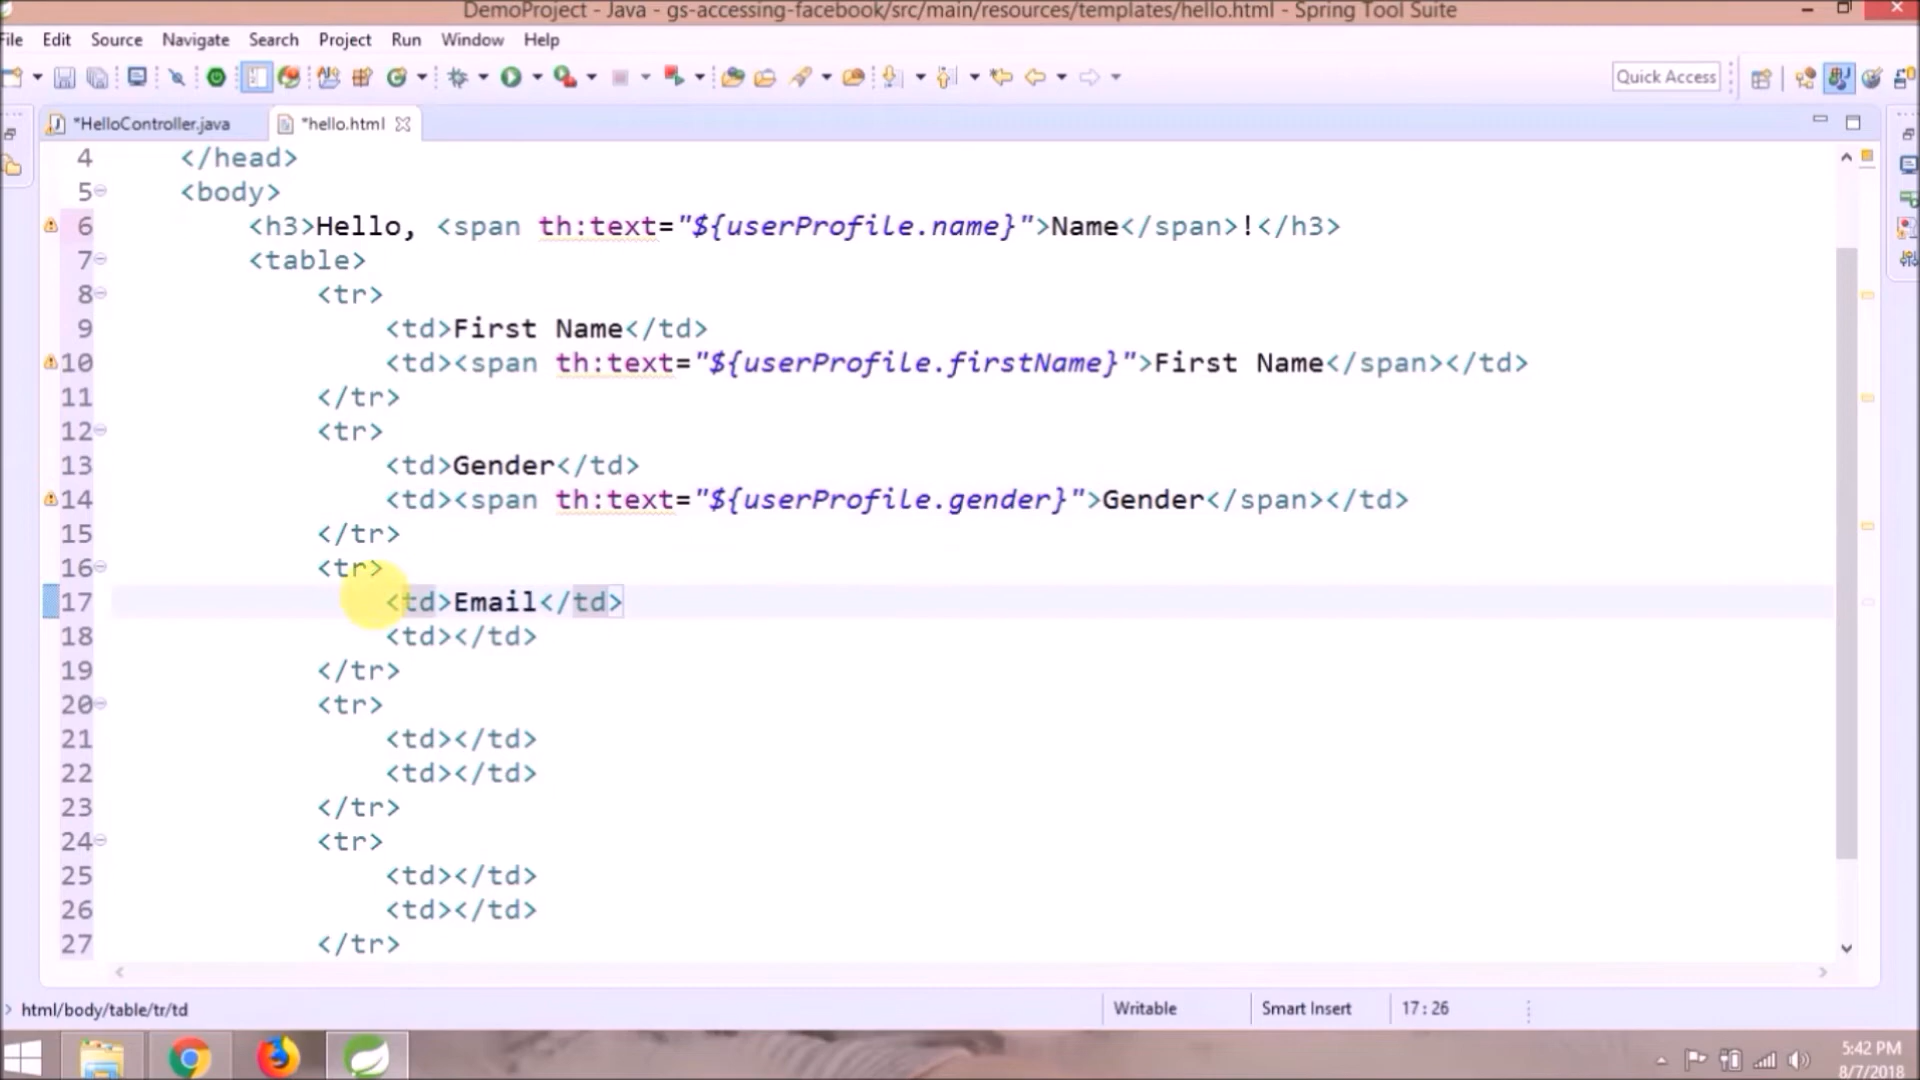 DemoProject - Java - gs-accessing-facebook/src/main/resources/templates/hello.html - Spring Tool Suite
File Edit Source Navigate Search Project Run Window Help
Quick Access
*HelloController.java *hello.html
4 </head>
5 <body>
6 <h3>Hello, <span th:text="${userProfile.name}">Name</span>!</h3>
7 <table>
8 <tr>
9 <td>First Name</td>
10 <td><span th:text="${userProfile.firstName}">First Name</span></td>
11 </tr>
12 <tr>
13 <td>Gender</td>
14 <td><span th:text="${userProfile.gender}">Gender</span></td>
15 </tr>
16 <tr>
17 <td>Email</td>
18 <td></td>
19 </tr>
20 <tr>
21 <td></td>
22 <td></td>
23 </tr>
24 <tr>
25 <td></td>
26 <td></td>
27 </tr>
html/body/table/tr/td Writable Smart Insert 17:26
5:42 PM
8/7/2018